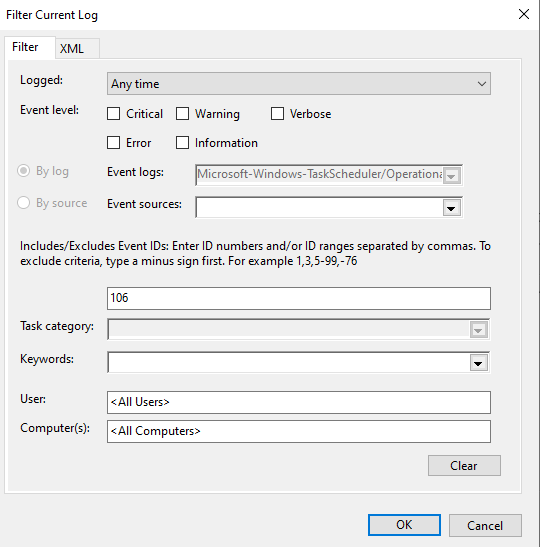 Filter Current Log
Filter XML
Logged: Any time
Event level: Critical Warning Verbose
Error Information
By log Event logs: Microsoft-Windows-TaskScheduler/Operationa
By source Event sources:
Includes/Excludes Event IDs: Enter ID numbers and/or ID ranges separated by commas. To
exclude criteria, type a minus sign first. For example 1,3,5-99,-76
106
Task category:
Keywords:
User: <All Users>
Computer(s): <All Computers>
Clear
OK Cancel